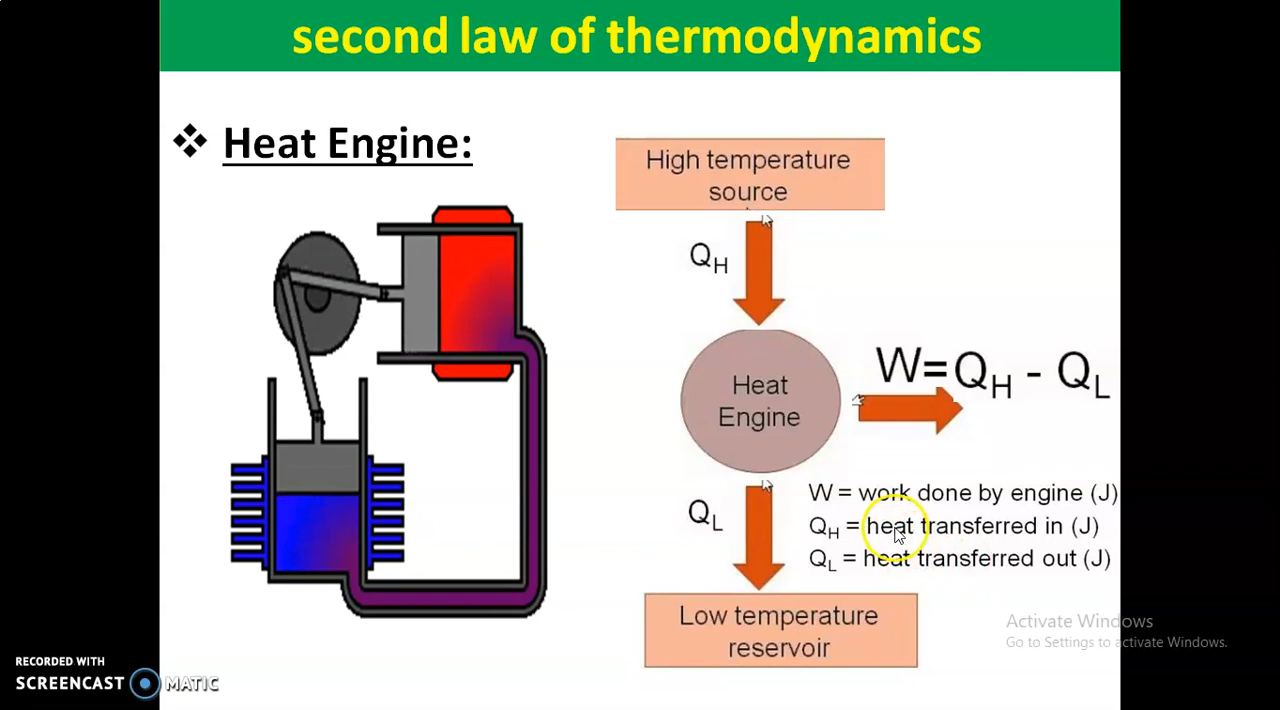 second law of thermodynamics
❖ Heat Engine:
High temperature
source
QH
Heat
Engine
W=QH - QL
QL
W = work done by engine (J)
QH = heat transferred in (J)
QL = heat transferred out (J)
Low temperature
reservoir
Activate Windows
Go to Settings to activate Windows.
RECORDED WITH
SCREENCAST MATIC